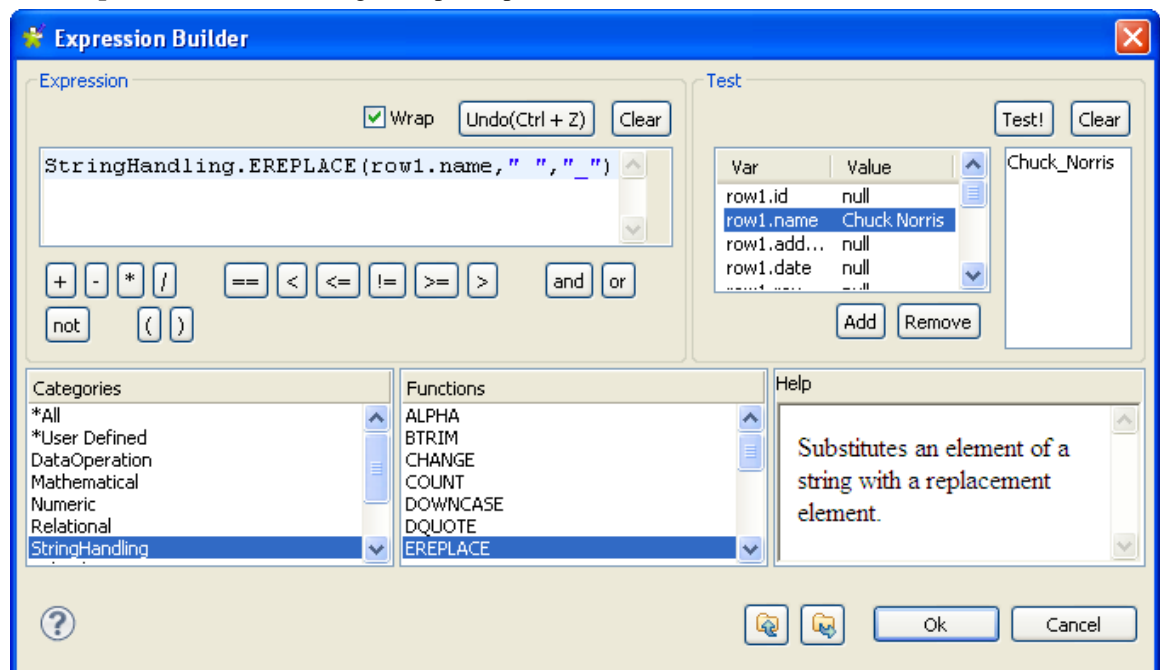 Expression Builder
Expression
Wrap
Undo(Ctrl + Z)
Clear
StringHandling.EREPLACE(row1.name," ","_")
+
-
*
/
==
<
<=
!=
>=
>
and
or
not
(
)
Test
Test!
Clear
Var Value
row1.id null
row1.name Chuck Norris
row1.add... null
row1.date null
Chuck_Norris
Add
Remove
Categories
*All
*User Defined
DataOperation
Mathematical
Numeric
Relational
StringHandling
Functions
ALPHA
BTRIM
CHANGE
COUNT
DOWNCASE
DQUOTE
EREPLACE
Help
Substitutes an element of a
string with a replacement
element.
?
Ok
Cancel